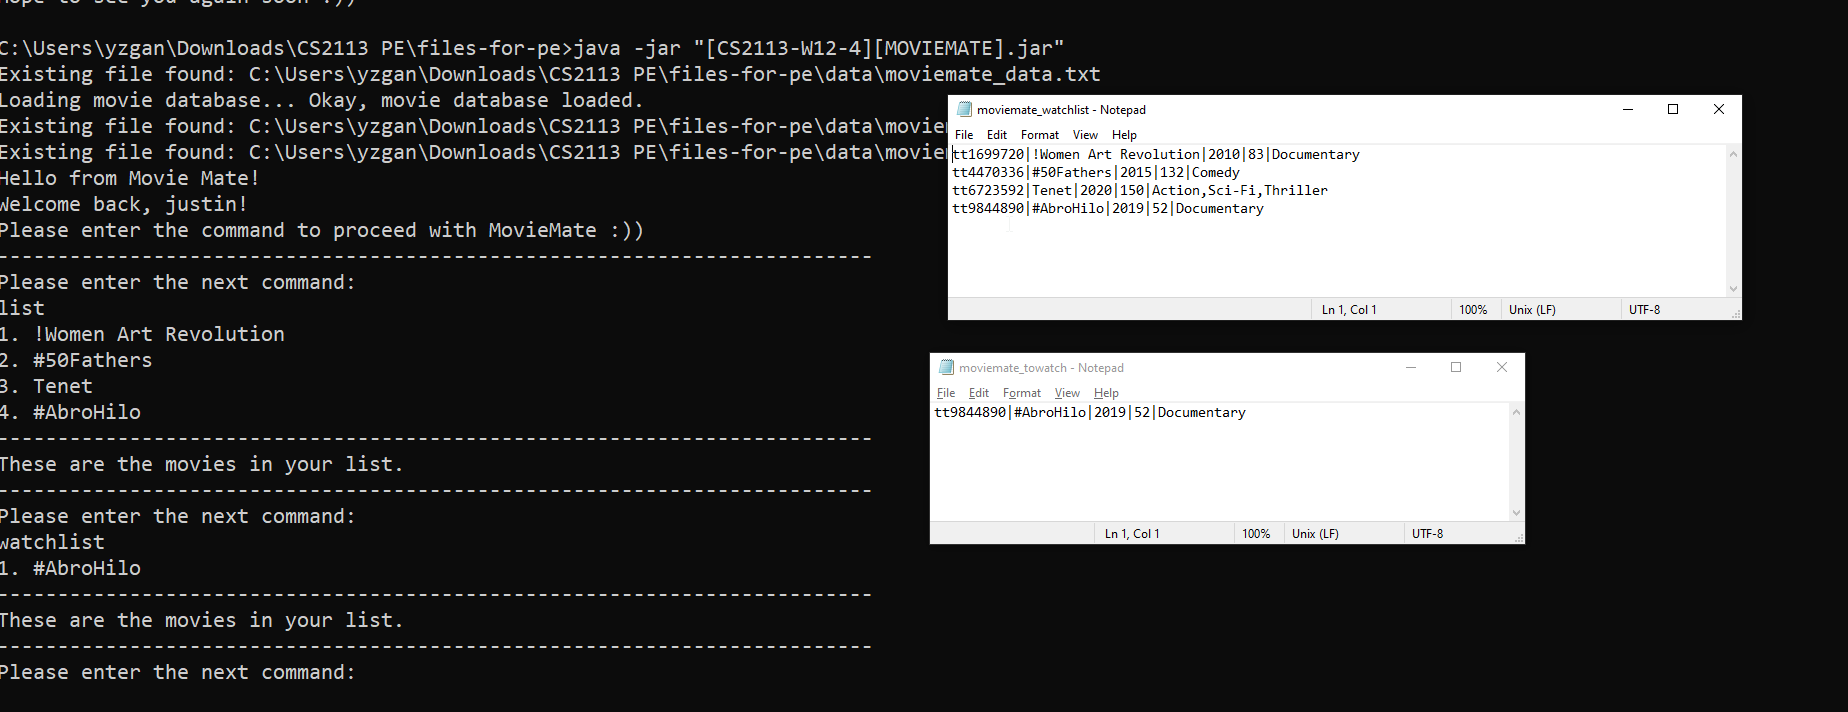 hope to see you again soon :))
C:\Users\yzgan\Downloads\CS2113 PE\files-for-pe>java -jar "[CS2113-W12-4][MOVIEMATE].jar"
Existing file found: C:\Users\yzgan\Downloads\CS2113 PE\files-for-pe\data\moviemate_data.txt
Loading movie database... Okay, movie database loaded.
Existing file found: C:\Users\yzgan\Downloads\CS2113 PE\files-for-pe\data\movie
Existing file found: C:\Users\yzgan\Downloads\CS2113 PE\files-for-pe\data\movie
Hello from Movie Mate!
Welcome back, justin!
Please enter the command to proceed with MovieMate :))
--------------------------------------------------------------------------
Please enter the next command:
list
1. !Women Art Revolution
2. #50Fathers
3. Tenet
4. #AbroHilo
--------------------------------------------------------------------------
These are the movies in your list.
--------------------------------------------------------------------------
Please enter the next command:
watchlist
1. #AbroHilo
--------------------------------------------------------------------------
These are the movies in your list.
--------------------------------------------------------------------------
Please enter the next command:
moviemate_watchlist - Notepad
File Edit Format View Help
tt1699720|!Women Art Revolution|2010|83|Documentary
tt4470336|#50Fathers|2015|132|Comedy
tt6723592|Tenet|2020|150|Action,Sci-Fi,Thriller
tt9844890|#AbroHilo|2019|52|Documentary
Ln 1, Col 1 100% Unix (LF) UTF-8
moviemate_towatch - Notepad
File Edit Format View Help
tt9844890|#AbroHilo|2019|52|Documentary
Ln 1, Col 1 100% Unix (LF) UTF-8